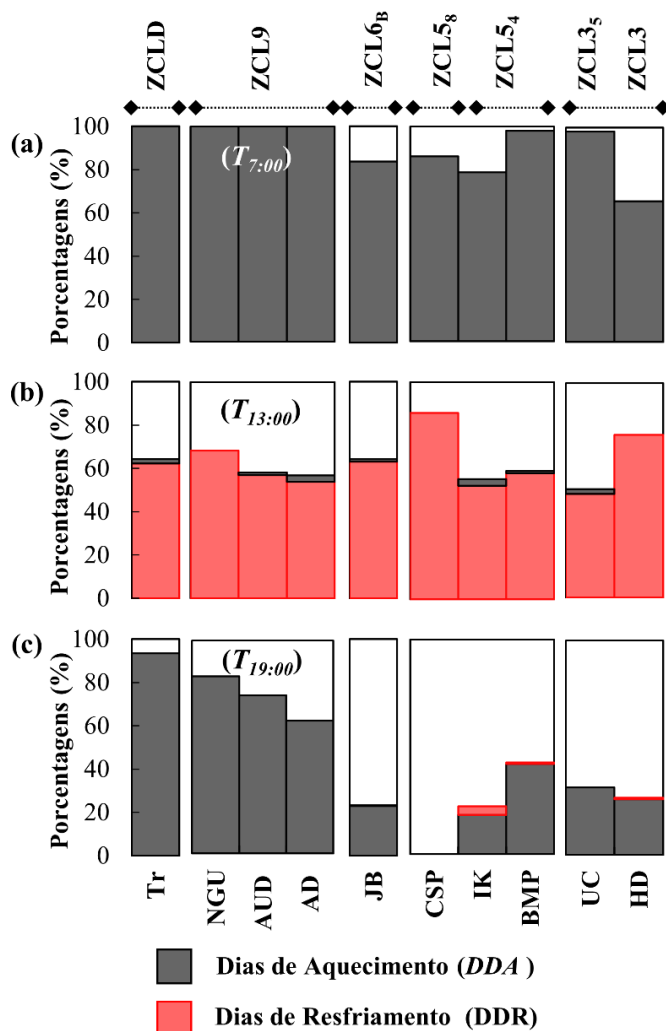 ZCLD ZCL9 ZCL6B ZCL58 ZCL54 ZCL35 ZCL3
(a)
Porcentagens (%)
100
80
60
40
20
0
(T7:00)
(b)
Porcentagens (%)
100
80
60
40
20
0
(T13:00)
(c)
Porcentagens (%)
100
80
60
40
20
0
(T19:00)
Tr NGU AUD AD JB CSP IK BMP UC HD
Dias de Aquecimento (DDA )
Dias de Resfriamento (DDR)